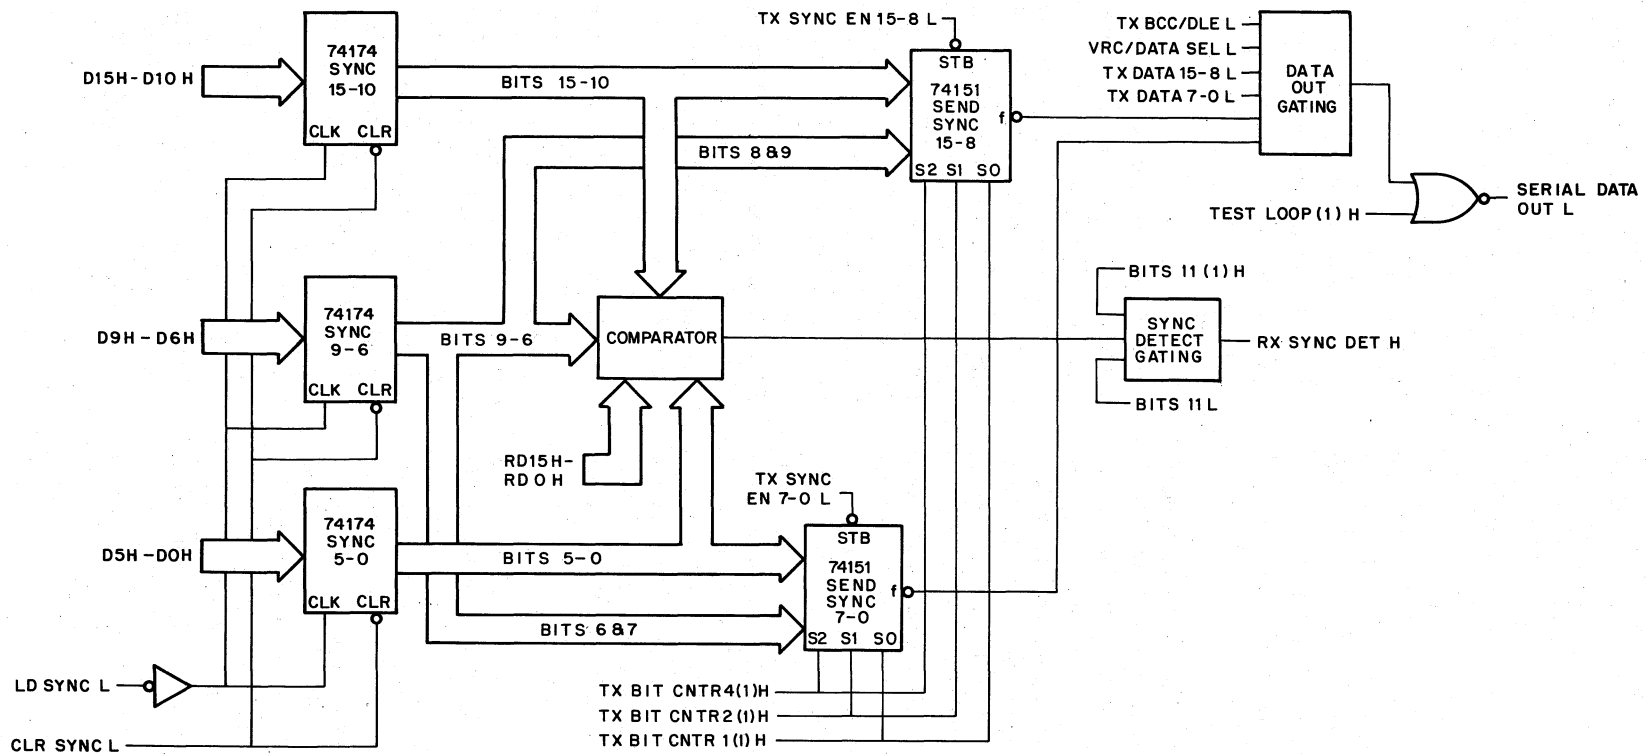 TX SYNC EN 15-8 L
D15H-D10 H
74174
SYNC
15-10
CLK CLR
BITS 15-10
STB
74151
SEND
SYNC
15-8
f
S2 S1 S0
BITS 8&9
TX BCC/DLE L
VRC/DATA SEL L
TX DATA 15-8 L
TX DATA 7-0 L
DATA
OUT
GATING
TEST LOOP (1) H
SERIAL DATA
OUT L
D9H-D6H
74174
SYNC
9-6
CLK CLR
BITS 9-6
COMPARATOR
BITS 11 (1) H
SYNC
DETECT
GATING
RX SYNC DET H
BITS 11 L
RD15H-
RD 0 H
D5H-D0H
74174
SYNC
5-0
CLK CLR
BITS 5-0
BITS 6&7
TX SYNC
EN 7-0 L
STB
74151
SEND
SYNC
7-0
f
S2 S1 S0
LD SYNC L
CLR SYNC L
TX BIT CNTR4(1)H
TX BIT CNTR2(1)H
TX BIT CNTR 1(1) H